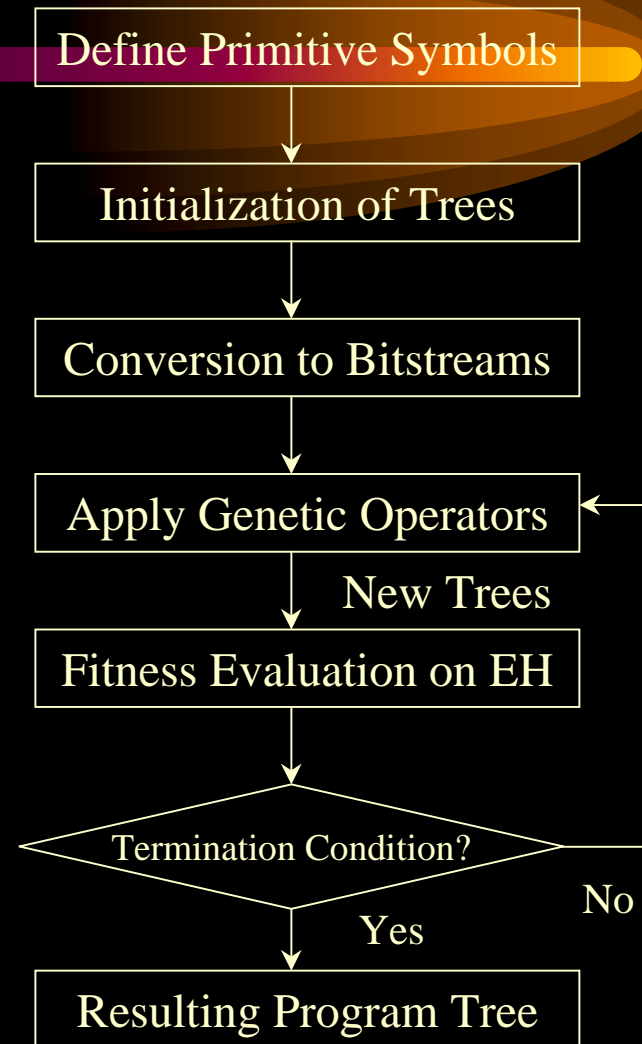 Define Primitive Symbols
Initialization of Trees
Conversion to Bitstreams
Apply Genetic Operators
New Trees
Fitness Evaluation on EH
Termination Condition?
No
Yes
Resulting Program Tree